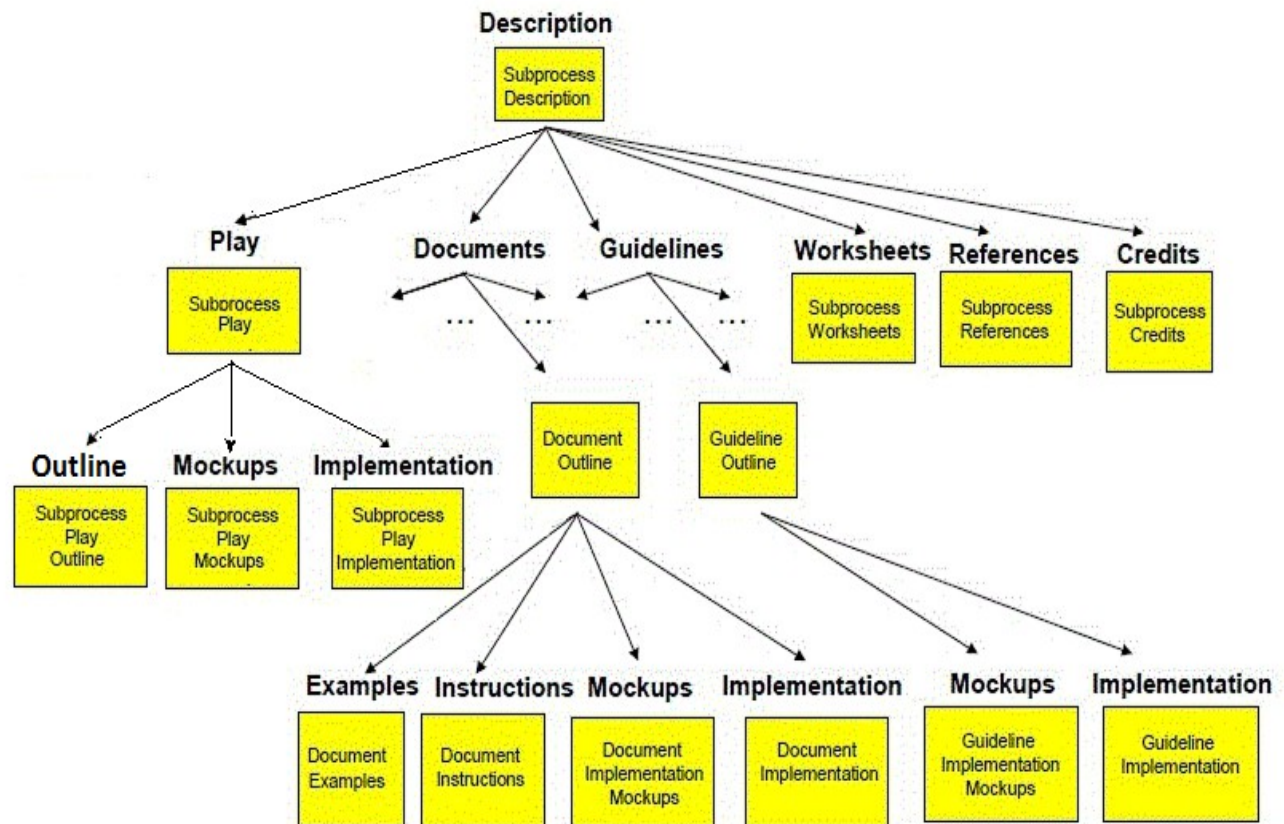 Description
Subprocess
Description
Play
Documents
Guidelines
Worksheets
References
Credits
Subprocess
Play
...
...
...
...
Subprocess
Worksheets
Subprocess
References
Subprocess
Credits
Document
Outline
Guideline
Outline
Outline
Mockups
Implementation
Subprocess
Play
Outline
Subprocess
Play
Mockups
Subprocess
Play
Implementation
Examples
Instructions
Mockups
Implementation
Mockups
Implementation
Document
Examples
Document
Instructions
Document
Implementation
Mockups
Document
Implementation
Guideline
Implementation
Mockups
Guideline
Implementation